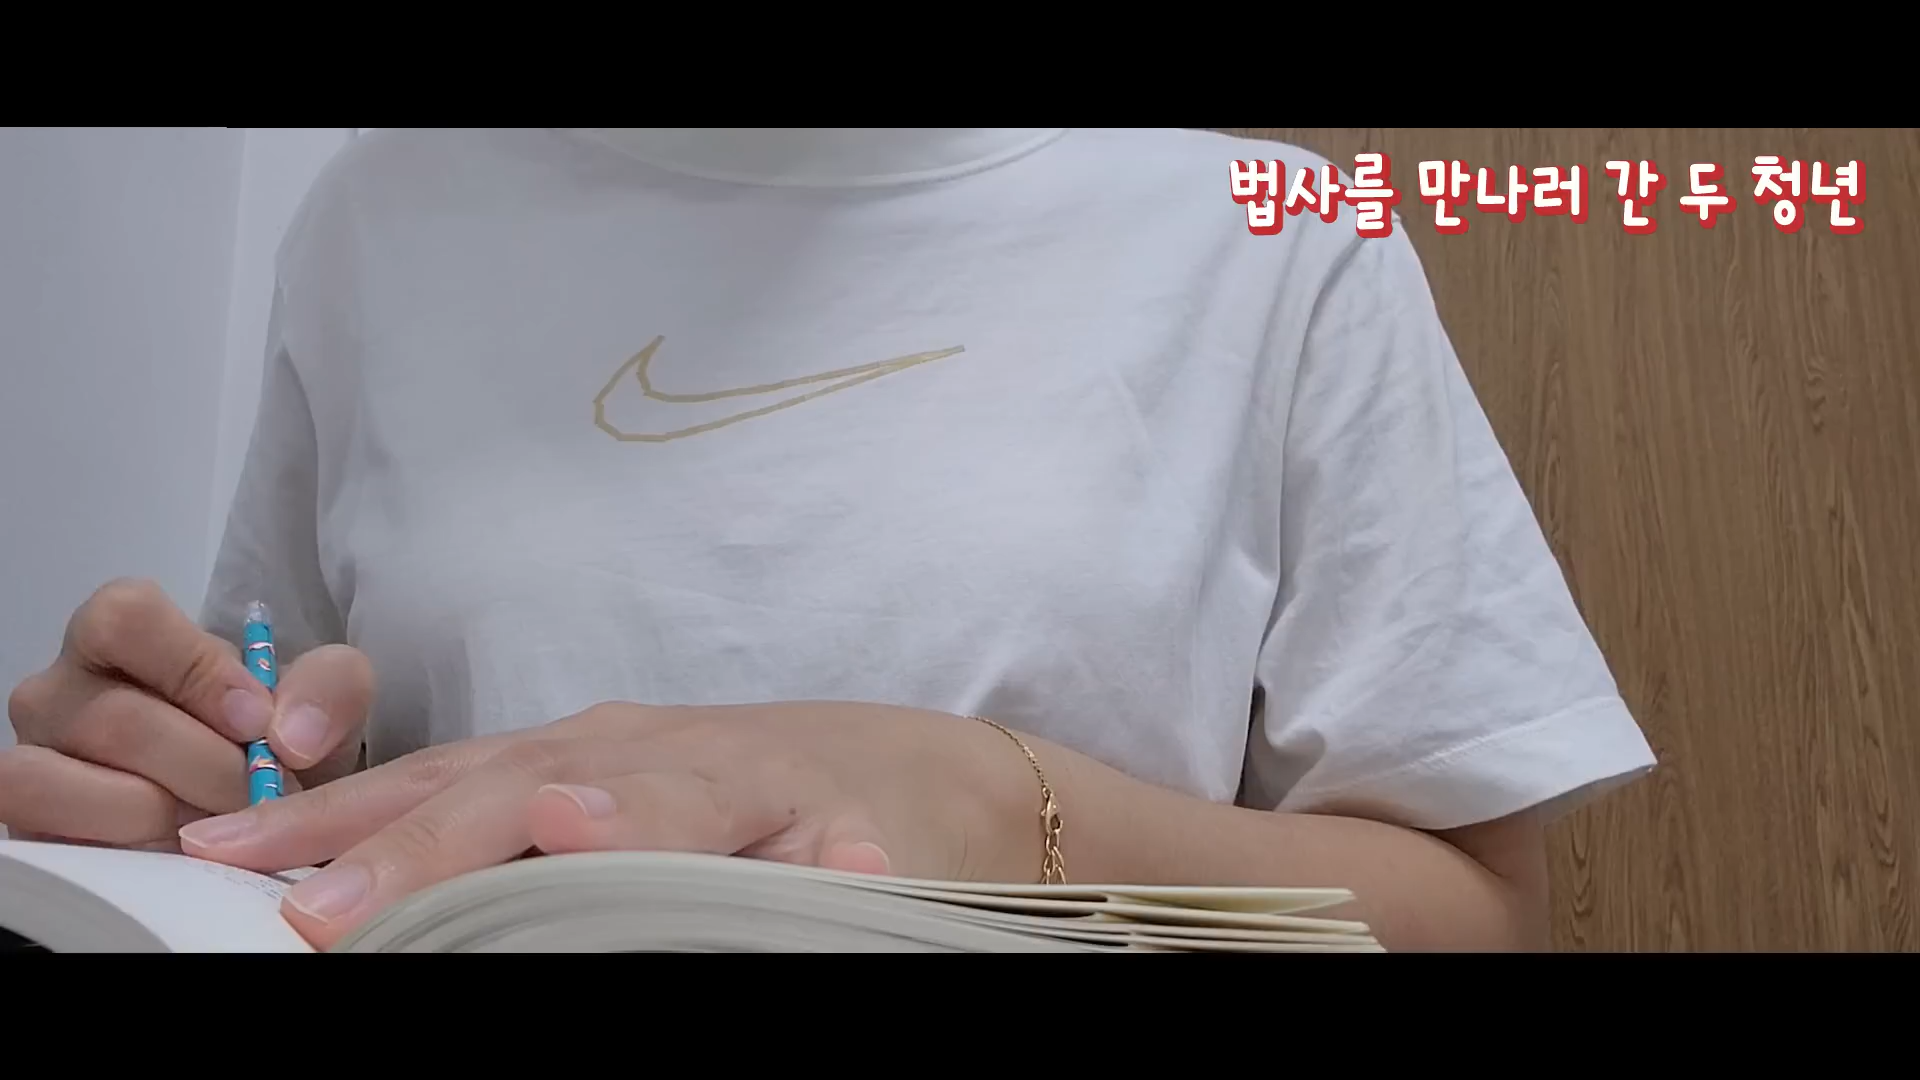 법사를 만나러 간 두 청년